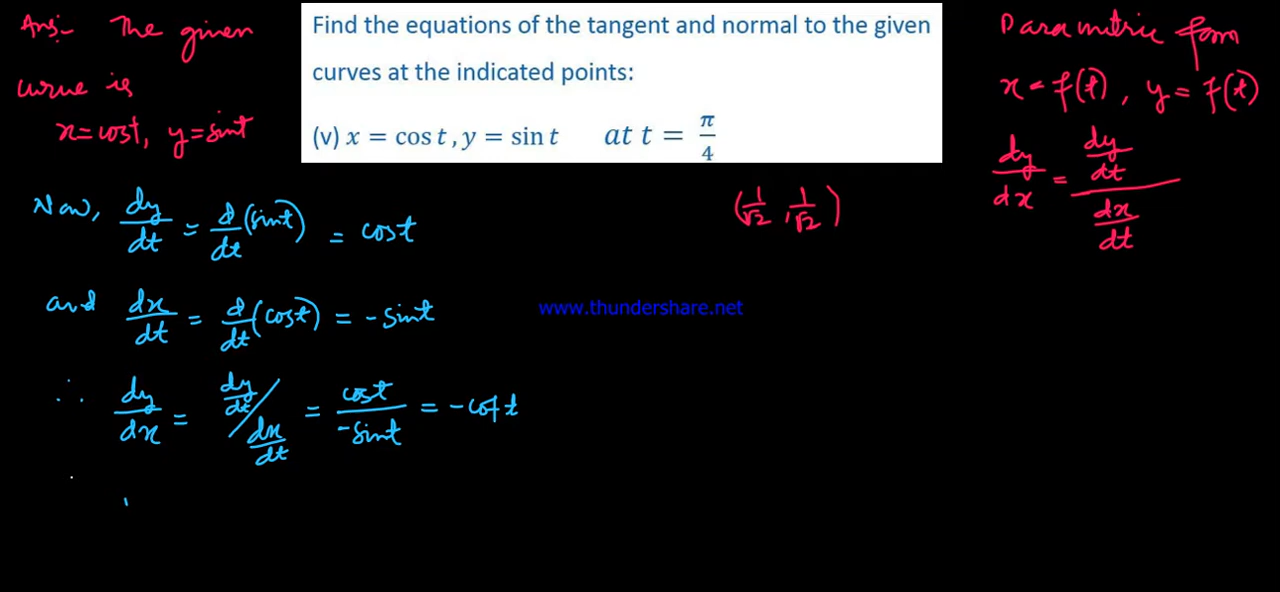 Ans:- The given
curve is
x=cost, y=sint
Find the equations of the tangent and normal to the given
curves at the indicated points:
(v) x = cos t , y = sin t at t = π/4
(1/√2, 1/√2)
Parametric form
x = f(t), y = f(t)
dy/dx = (dy/dt)/(dx/dt)
Now, dy/dt = d/dt (sint) = cost
and dx/dt = d/dt (cost) = -sint
www.thundershare.net
∴ dy/dx = dy/dt / dx/dt = cost/-sint = -cot t